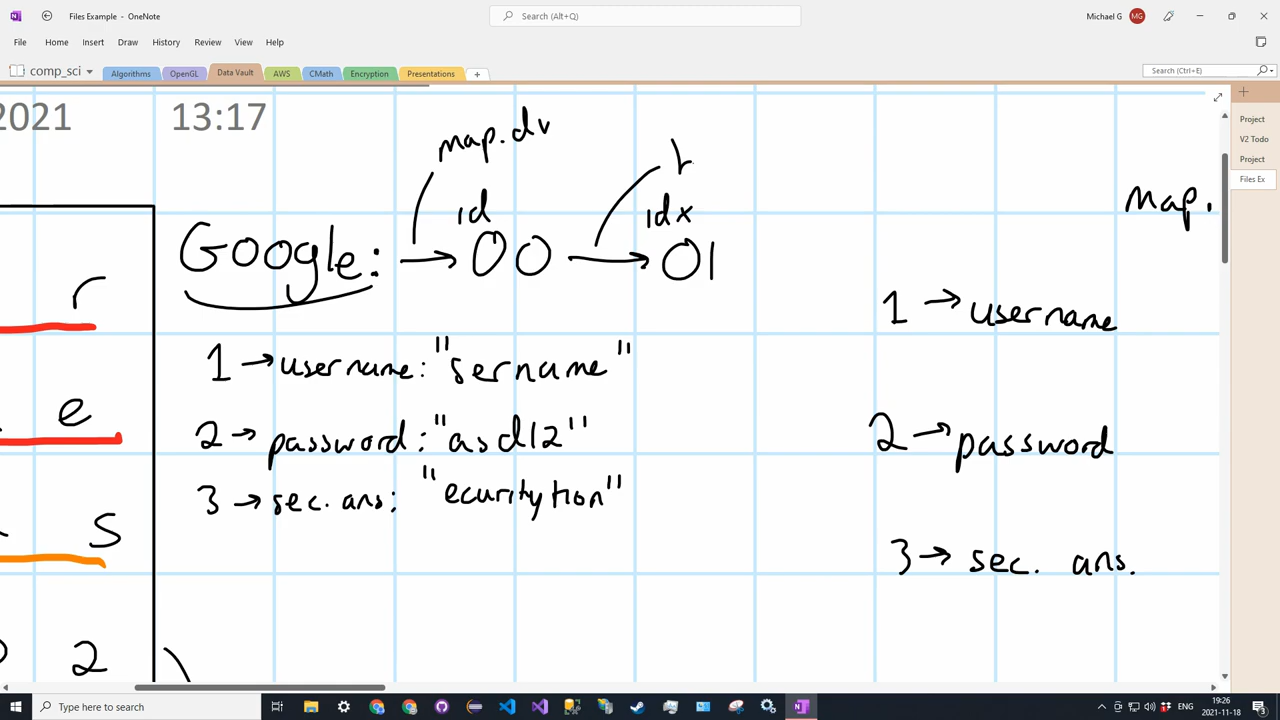 Files Example - OneNote
Search (Alt+Q)
Michael G
MG
File Home Insert Draw History Review View Help
comp_sci
Algorithms OpenGL Data Vault AWS CMath Encryption Presentations
Search (Ctrl+E)
2021 13:17
Project
V2 Todo
Project
Files Ex
map.dv
id
idx
map.
Google: → 00 → 01
r
1 → username: "sername"
1 → username
e
2 → password: "asd12"
2 → password
3 → sec. ans: "ecuritytion"
s
3 → sec. ans.
2
Type here to search
ENG
19:26
2021-11-18